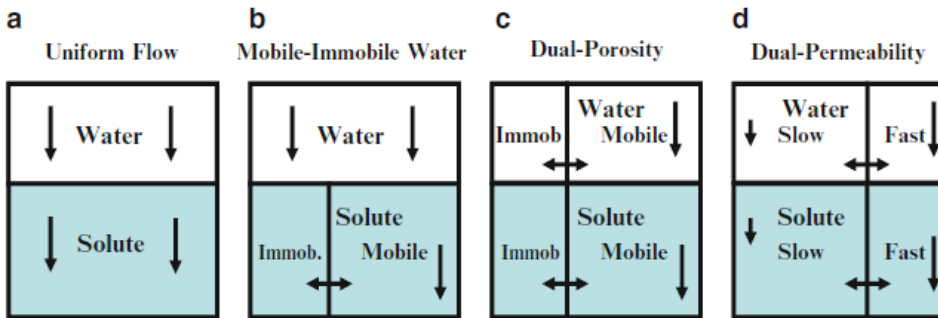 a
Uniform Flow
Water
Solute
b
Mobile-Immobile Water
Water
Solute
Immob. Mobile
c
Dual-Porosity
Water
Immob Mobile
Solute
Immob Mobile
d
Dual-Permeability
Water
Slow Fast
Solute
Slow Fast